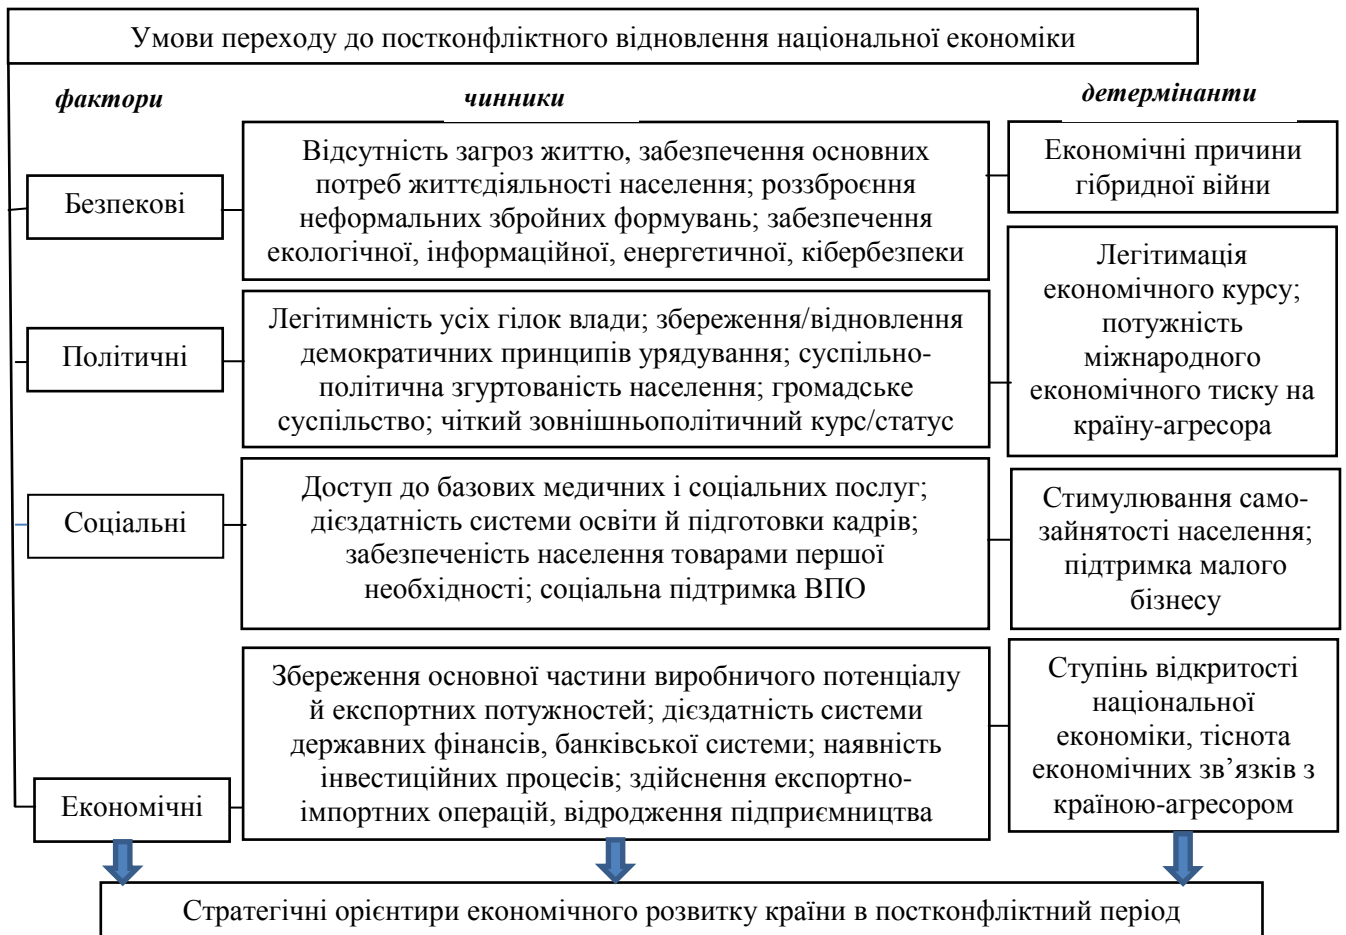 Умови переходу до постконфліктного відновлення національної економіки
фактори
чинники
детермінанти
Безпекові
Відсутність загроз життю, забезпечення основних
потреб життєдіяльності населення; роззброєння
неформальних збройних формувань; забезпечення
екологічної, інформаційної, енергетичної, кібербезпеки
Економічні причини
гібридної війни
Політичні
Легітимність усіх гілок влади; збереження/відновлення
демократичних принципів урядування; суспільно-
політична згуртованість населення; громадське
суспільство; чіткий зовнішньополітичний курс/статус
Легітимація
економічного курсу;
потужність
міжнародного
економічного тиску на
країну-агресора
Соціальні
Доступ до базових медичних і соціальних послуг;
дієздатність системи освіти й підготовки кадрів;
забезпеченість населення товарами першої
необхідності; соціальна підтримка ВПО
Стимулювання само-
зайнятості населення;
підтримка малого
бізнесу
Економічні
Збереження основної частини виробничого потенціалу
й експортних потужностей; дієздатність системи
державних фінансів, банківської системи; наявність
інвестиційних процесів; здійснення експортно-
імпортних операцій, відродження підприємництва
Ступінь відкритості
національної
економіки, тіснота
економічних зв’язків з
країною-агресором
Стратегічні орієнтири економічного розвитку країни в постконфліктний період